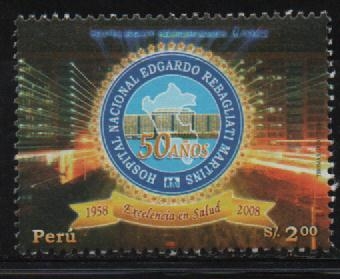 HOSPITAL NACIONAL EDGARDO REBAGLIATI MARTINS
50 AÑOS
1958 Excelencia en Salud 2008
Perú S/. 2.00